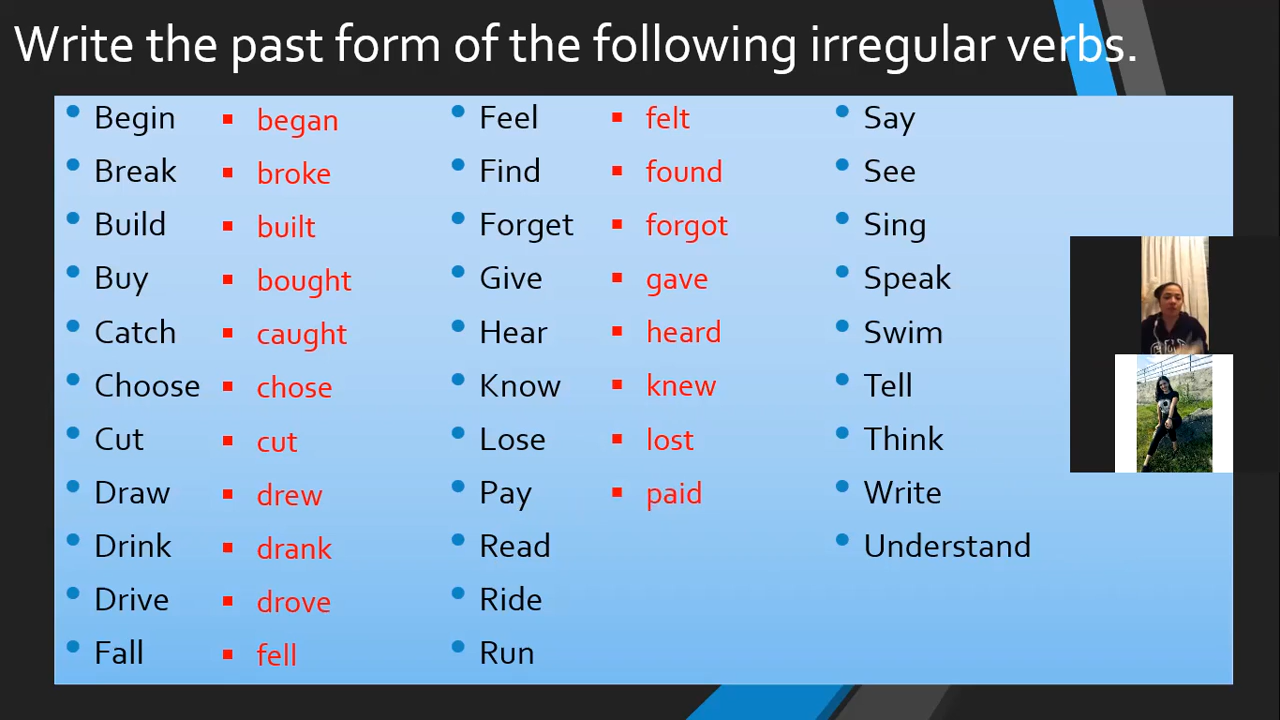 Write the past form of the following irregular verbs.
Begin
Break
Build
Buy
Catch
Choose
Cut
Draw
Drink
Drive
Fall
began
broke
built
bought
caught
chose
cut
drew
drank
drove
fell
Feel
Find
Forget
Give
Hear
Know
Lose
Pay
Read
Ride
Run
felt
found
forgot
gave
heard
knew
lost
paid
Say
See
Sing
Speak
Swim
Tell
Think
Write
Understand